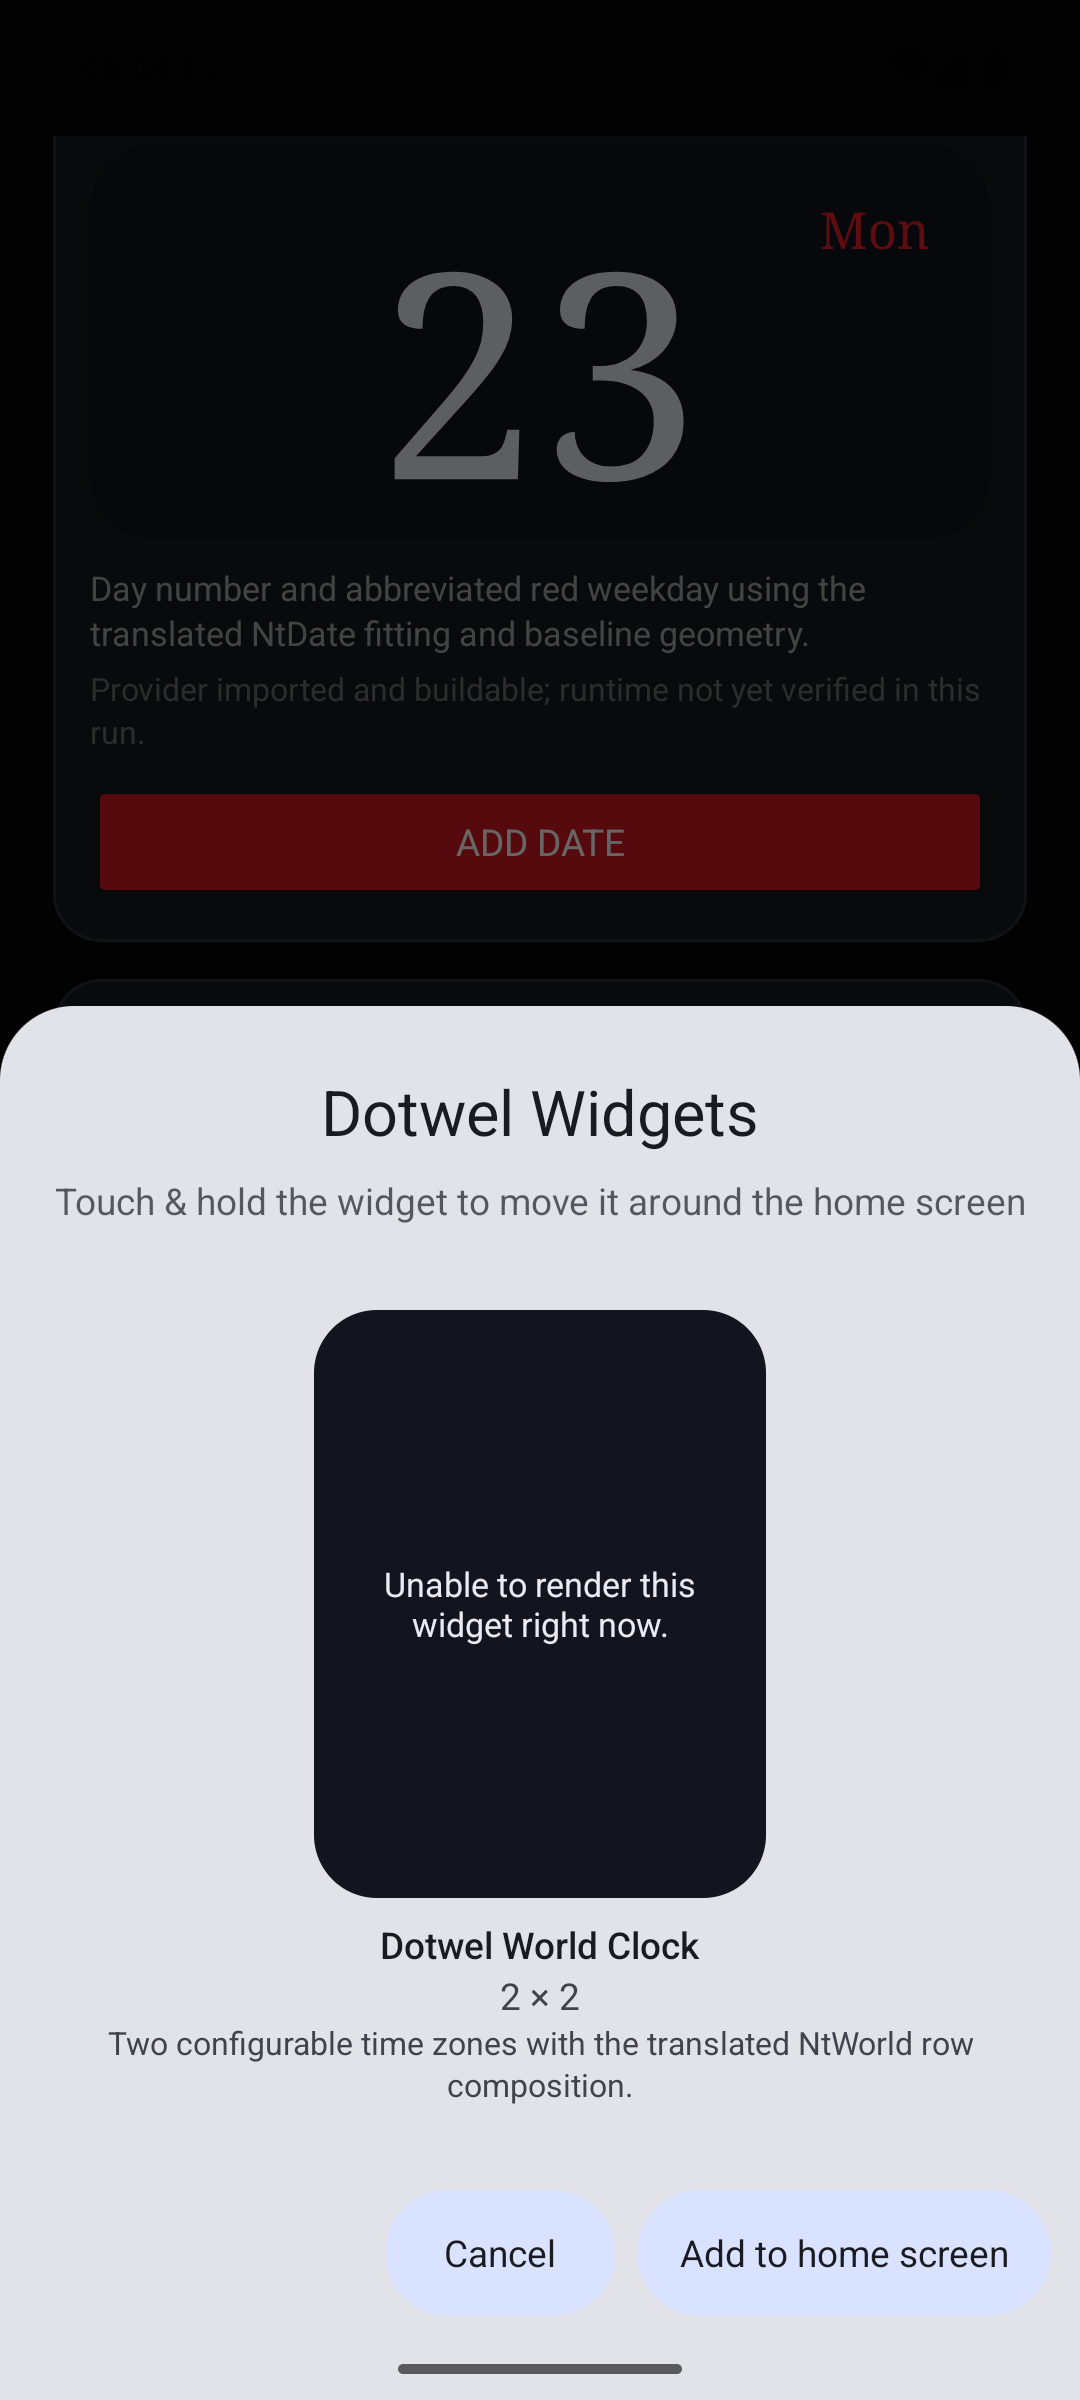 Mon
23
Day number and abbreviated red weekday using the
translated NtDate fitting and baseline geometry.
Provider imported and buildable; runtime not yet verified in this
run.
ADD DATE
Dotwel Widgets
Touch & hold the widget to move it around the home screen
Unable to render this
widget right now.
Dotwel World Clock
2 × 2
Two configurable time zones with the translated NtWorld row
composition.
Cancel
Add to home screen